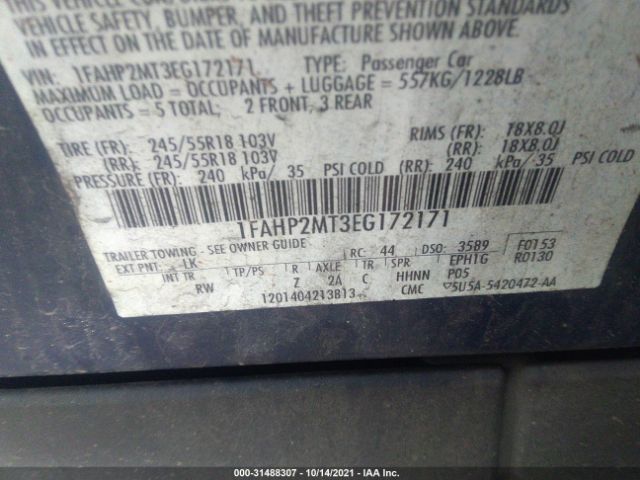 THIS VEHICLE
VEHICLE SAFETY, BUMPER, AND THEFT PREVENTION STANDARDS
IN EFFECT ON THE DATE OF MANUFACTURE SHOWN ABOVE.
VIN: 1FAHP2MT3EG172171 TYPE: Passenger Car
MAXIMUM LOAD = OCCUPANTS + LUGGAGE = 557KG/1228LB
OCCUPANTS = 5 TOTAL, 2 FRONT, 3 REAR
TIRE (FR): 245/55R18 103V RIMS (FR): 18X8.0J
(RR): 245/55R18 103V (RR): 18X8.0J
PRESSURE (FR): 240 kPa/ 35 PSI COLD (RR): 240 kPa/ 35 PSI COLD
1FAHP2MT3EG172171
TRAILER TOWING - SEE OWNER GUIDE RC: 44 DSO: 3589 F0153
EXT PNT: LK EPH1G R0130
INT TR TP/PS R AXLE TR SPR P05
RW Z 2A C HHNN
1201404213B13 CMC 5U5A-5420472-AA
000-31488307 - 10/14/2021 - IAA Inc.